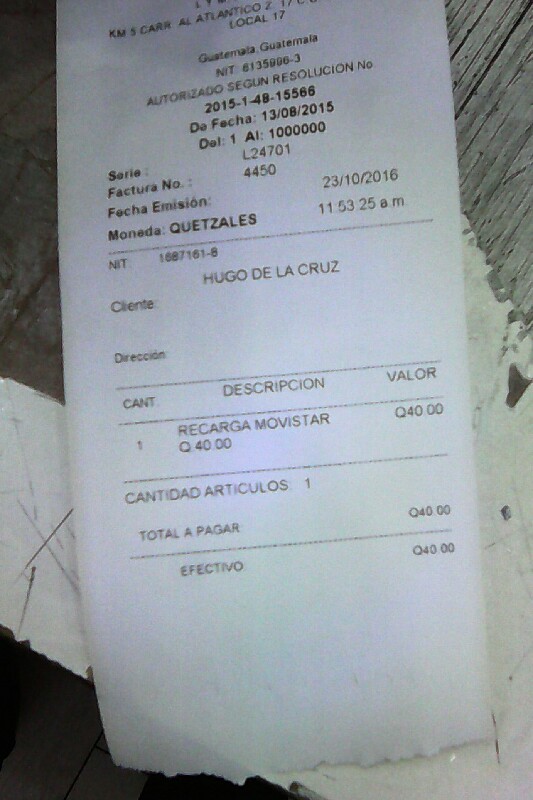 KM 5 CARR. AL ATLANTICO Z. 17
LOCAL 17
Guatemala, Guatemala
NIT: 6135996-3
AUTORIZADO SEGUN RESOLUCION No
2015-1-48-15566
De Fecha: 13/08/2015
Del: 1 Al: 1000000
Serie : L24701
Factura No. : 4450
Fecha Emisión: 23/10/2016
Moneda: QUETZALES 11:53:25 a.m
NIT: 1687161-8
HUGO DE LA CRUZ
Cliente:
Dirección:
CANT. DESCRIPCION VALOR
1 RECARGA MOVISTAR Q40.00
Q.40.00
CANTIDAD ARTICULOS: 1
TOTAL A PAGAR Q40.00
EFECTIVO Q40.00